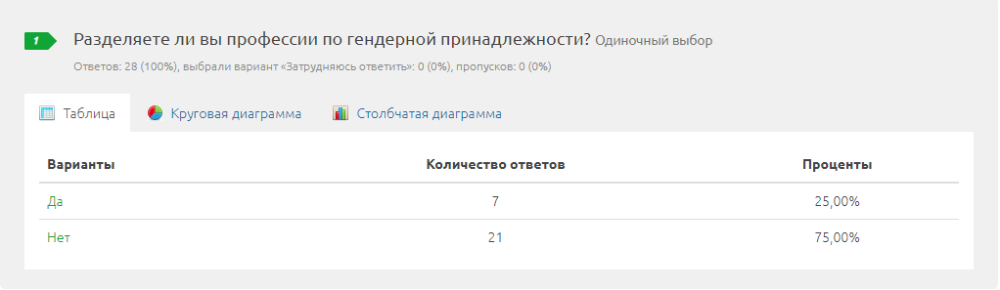 1 Разделяете ли вы профессии по гендерной принадлежности? Одиночный выбор
Ответов: 28 (100%), выбрали вариант «Затрудняюсь ответить»: 0 (0%), пропусков: 0 (0%)
Таблица Круговая диаграмма Столбчатая диаграмма
Варианты Количество ответов Проценты
Да 7 25,00%
Нет 21 75,00%